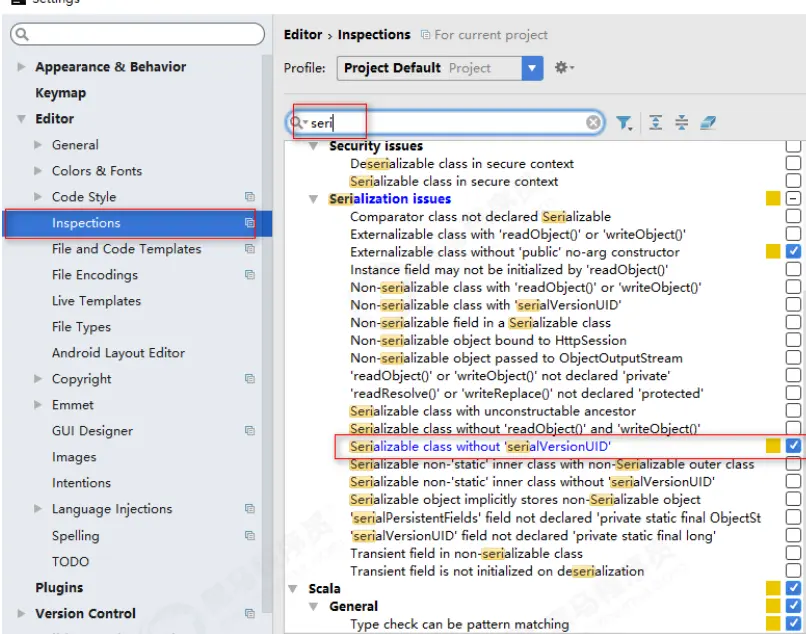 Settings
Appearance & Behavior
Keymap
Editor
General
Colors & Fonts
Code Style
Inspections
File and Code Templates
File Encodings
Live Templates
File Types
Android Layout Editor
Copyright
Emmet
GUI Designer
Images
Intentions
Language Injections
Spelling
TODO
Plugins
Version Control
Editor › Inspections For current project
Profile: Project Default Project
seri
Security issues
Deserializable class in secure context
Serializable class in secure context
Serialization issues
Comparator class not declared Serializable
Externalizable class with 'readObject()' or 'writeObject()'
Externalizable class without 'public' no-arg constructor
Instance field may not be initialized by 'readObject()'
Non-serializable class with 'readObject()' or 'writeObject()'
Non-serializable class with 'serialVersionUID'
Non-serializable field in a Serializable class
Non-serializable object bound to HttpSession
Non-serializable object passed to ObjectOutputStream
'readObject()' or 'writeObject()' not declared 'private'
'readResolve()' or 'writeReplace()' not declared 'protected'
Serializable class with unconstructable ancestor
Serializable class without 'readObject()' and 'writeObject()'
Serializable class without 'serialVersionUID'
Serializable non-'static' inner class with non-Serializable outer class
Serializable non-'static' inner class without 'serialVersionUID'
Serializable object implicitly stores non-Serializable object
'serialPersistentFields' field not declared 'private static final ObjectSt
'serialVersionUID' field not declared 'private static final long'
Transient field in non-serializable class
Transient field is not initialized on deserialization
Scala
General
Type check can be pattern matching